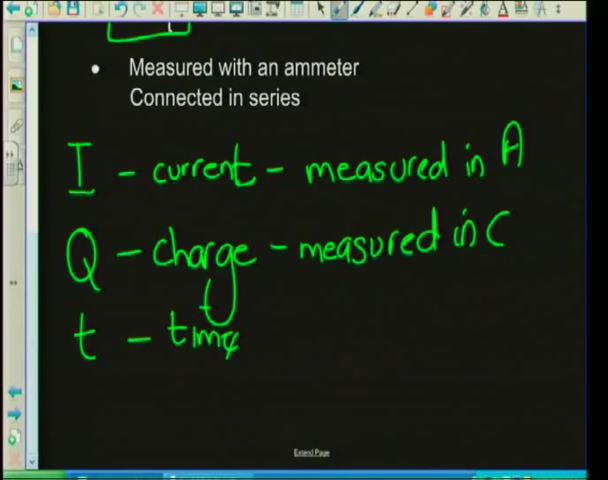 Measured with an ammeter
Connected in series
I - current - measured in A
Q - charge - measured in C
t - time
Extend Page